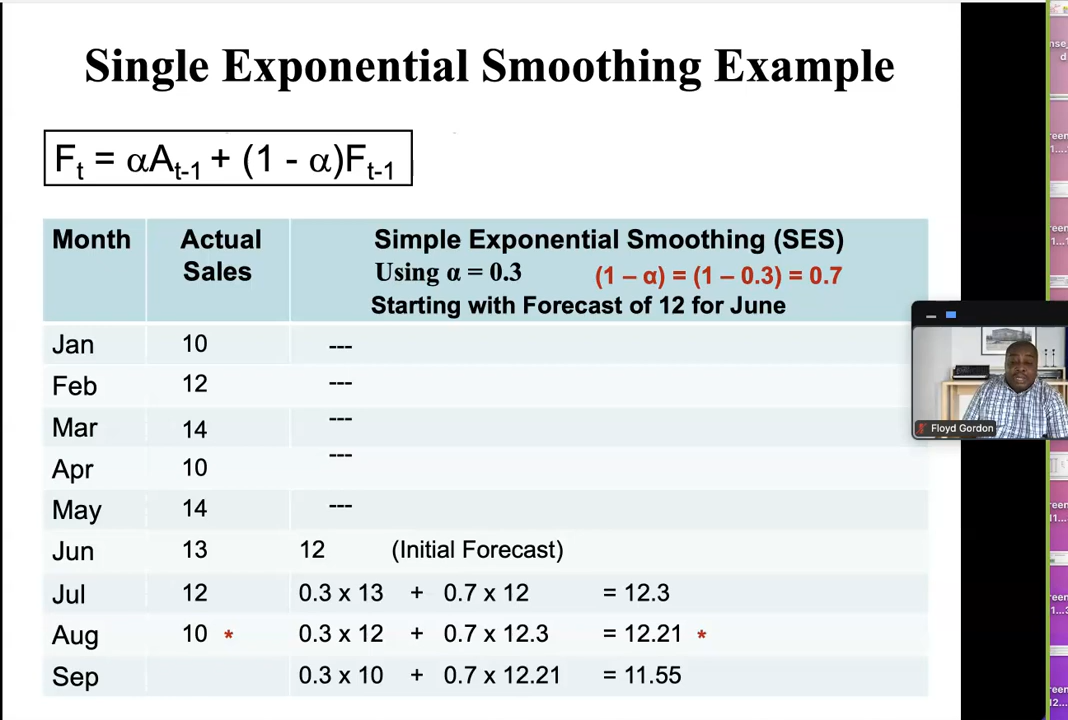 Single Exponential Smoothing Example
Fₜ = αAₜ₋₁ + (1 - α)Fₜ₋₁
Month Actual Sales Simple Exponential Smoothing (SES)
Using α = 0.3 (1 – α) = (1 – 0.3) = 0.7
Starting with Forecast of 12 for June
Jan 10 ---
Feb 12 ---
Mar 14 ---
Apr 10 ---
May 14 ---
Jun 13 12 (Initial Forecast)
Jul 12 0.3 x 13 + 0.7 x 12 = 12.3
Aug 10 * 0.3 x 12 + 0.7 x 12.3 = 12.21 *
Sep 0.3 x 10 + 0.7 x 12.21 = 11.55
Floyd Gordon